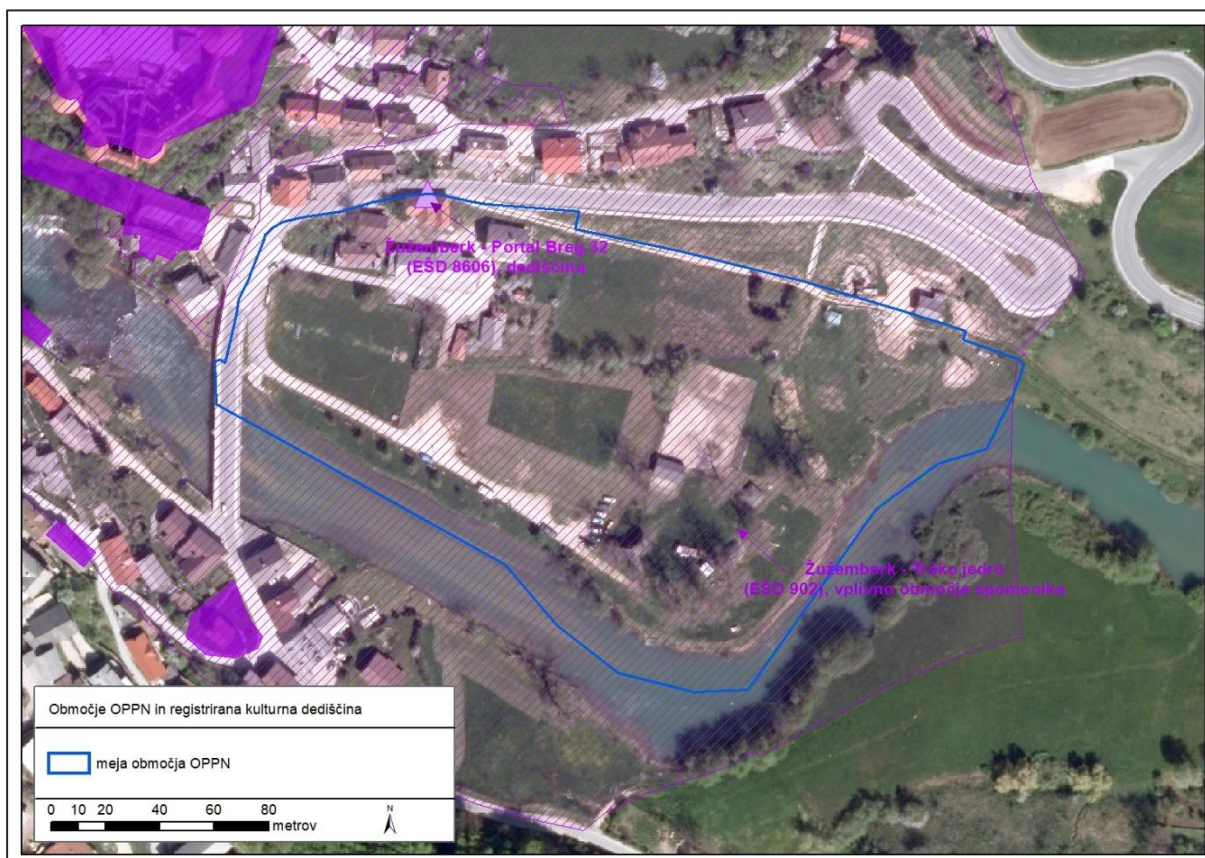 Žužemberk - Portal Breg 32
(EŠD 8606), dediščina
Žužemberk - Trško jedro
(EŠD 902), vplivno območje spomenika
Območje OPPN in registrirana kulturna dediščina
meja območja OPPN
0 10 20 40 60 80
metrov
N